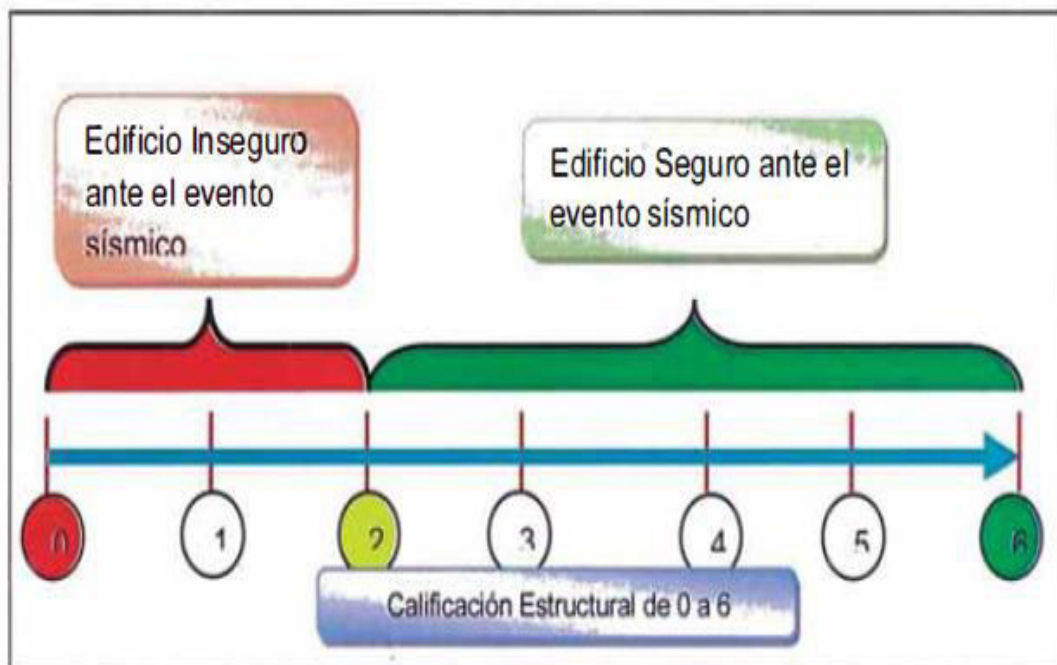 Edificio Inseguro
ante el evento
sísmico
Edificio Seguro ante el
evento sísmico
0 1 2 3 4 5 6
Calificación Estructural de 0 a 6